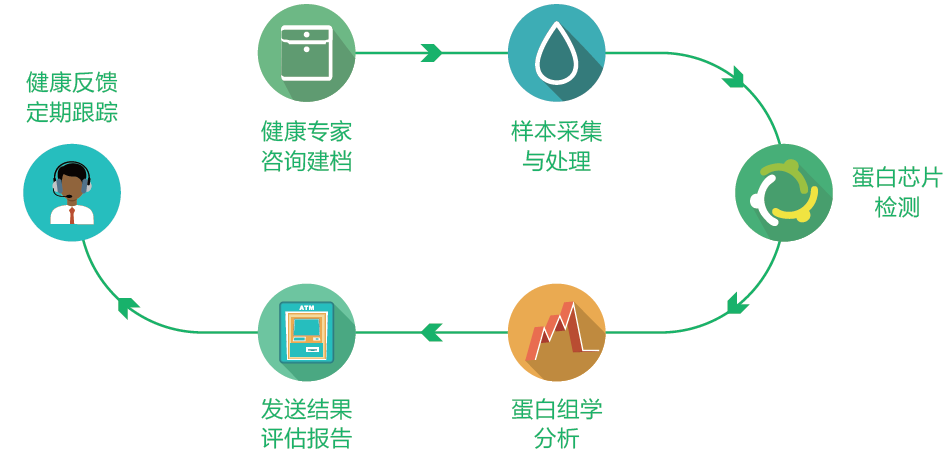 健康专家
咨询建档
样本采集
与处理
蛋白芯片
检测
蛋白组学
分析
ATM
发送结果
评估报告
健康反馈
定期跟踪